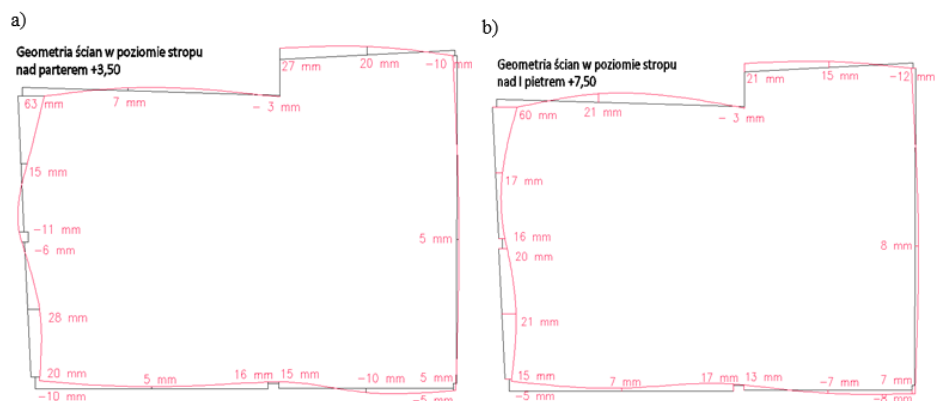 a)
Geometria ścian w poziomie stropu
nad parterem +3,50
27 mm
20 mm
-10 mm
63 mm
7 mm
- 3 mm
15 mm
-11 mm
-6 mm
5 mm
28 mm
20 mm
5 mm
16 mm
15 mm
-10 mm
5 mm
-10 mm
-5 mm
b)
Geometria ścian w poziomie stropu
nad I pietrem +7,50
21 mm
15 mm
-12 mm
60 mm
21 mm
- 3 mm
17 mm
16 mm
20 mm
8 mm
21 mm
15 mm
7 mm
17 mm
13 mm
-7 mm
7 mm
-5 mm
-8 mm